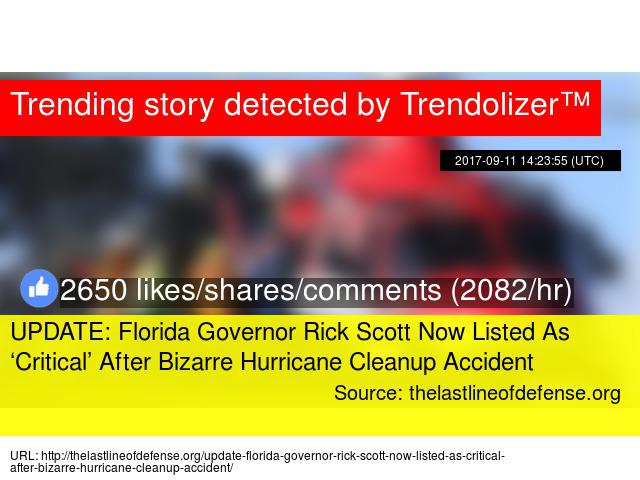 Trending story detected by Trendolizer™
2017-09-11 14:23:55 (UTC)
2650 likes/shares/comments (2082/hr)
UPDATE: Florida Governor Rick Scott Now Listed As
‘Critical’ After Bizarre Hurricane Cleanup Accident
Source: thelastlineofdefense.org
URL: http://thelastlineofdefense.org/update-florida-governor-rick-scott-now-listed-as-critical-
after-bizarre-hurricane-cleanup-accident/